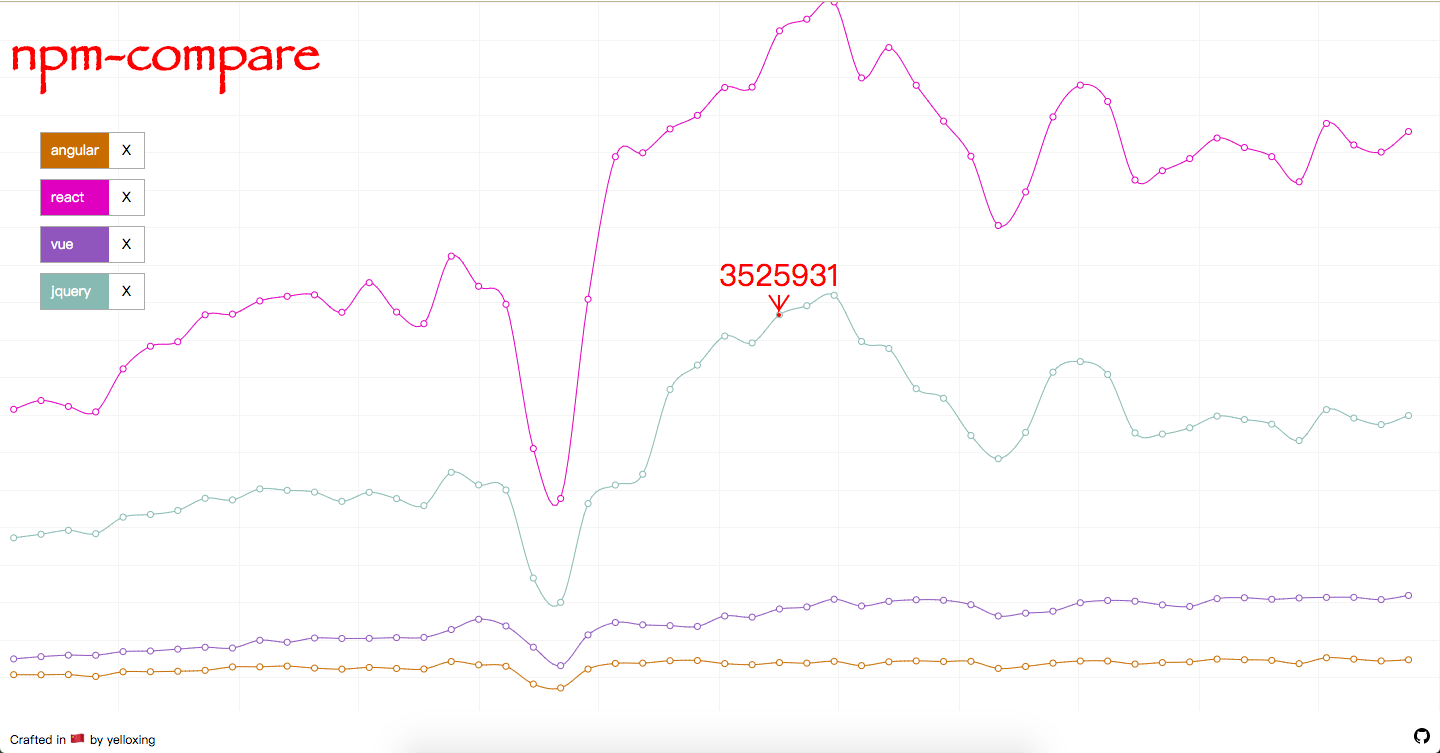 npm-compare
angular X
react X
vue X
jquery X
3525931
Crafted in 🇨🇳 by yelloxing